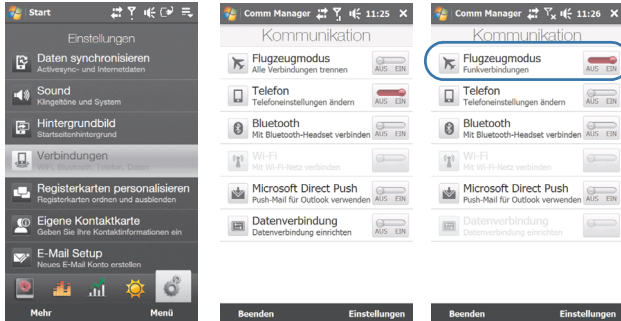 Start
Einstellungen
Daten synchronisieren
Activesync- und Internetdaten
Sound
Klingeltöne und System
Hintergrundbild
Startseitenhintergrund
Verbindungen
WiFi, Bluetooth, Telefon, Daten
Registerkarten personalisieren
Registerkarten ordnen und ausblenden
Eigene Kontaktkarte
Geben Sie Ihre Kontaktinformationen ein
E-Mail Setup
Neues E-Mail Konto erstellen
Mehr Menü
Comm Manager 11:25
Kommunikation
Flugzeugmodus
Alle Verbindungen trennen AUS EIN
Telefon
Telefoneinstellungen ändern AUS EIN
Bluetooth
Mit Bluetooth-Headset verbinden AUS EIN
Wi-Fi
Mit Wi-Fi-Netz verbinden
Microsoft Direct Push
Push-Mail für Outlook verwenden AUS EIN
Datenverbindung
Datenverbindung einrichten AUS EIN
Beenden Einstellungen
Comm Manager 11:26
Kommunikation
Flugzeugmodus
Funkverbindungen AUS EIN
Telefon
Telefoneinstellungen ändern AUS EIN
Bluetooth
Mit Bluetooth-Headset verbinden AUS EIN
Wi-Fi
Mit Wi-Fi-Netz verbinden
Microsoft Direct Push
Push-Mail für Outlook verwenden AUS EIN
Datenverbindung
Datenverbindung einrichten
Beenden Einstellungen